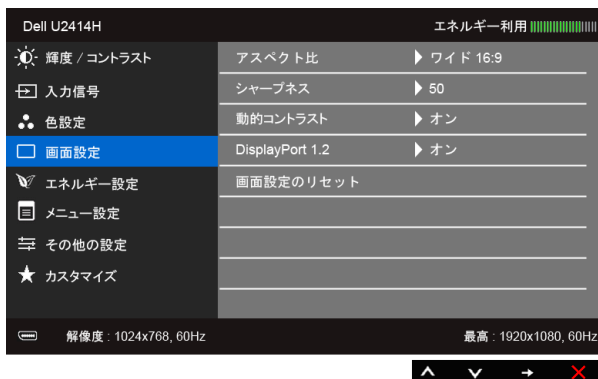 Dell U2414H エネルギー利用
輝度 / コントラスト アスペクト比 ワイド 16:9
入力信号 シャープネス 50
色設定 動的コントラスト オン
画面設定 DisplayPort 1.2 オン
エネルギー設定 画面設定のリセット
メニュー設定
その他の設定
カスタマイズ
解像度 : 1024x768, 60Hz 最高 : 1920x1080, 60Hz